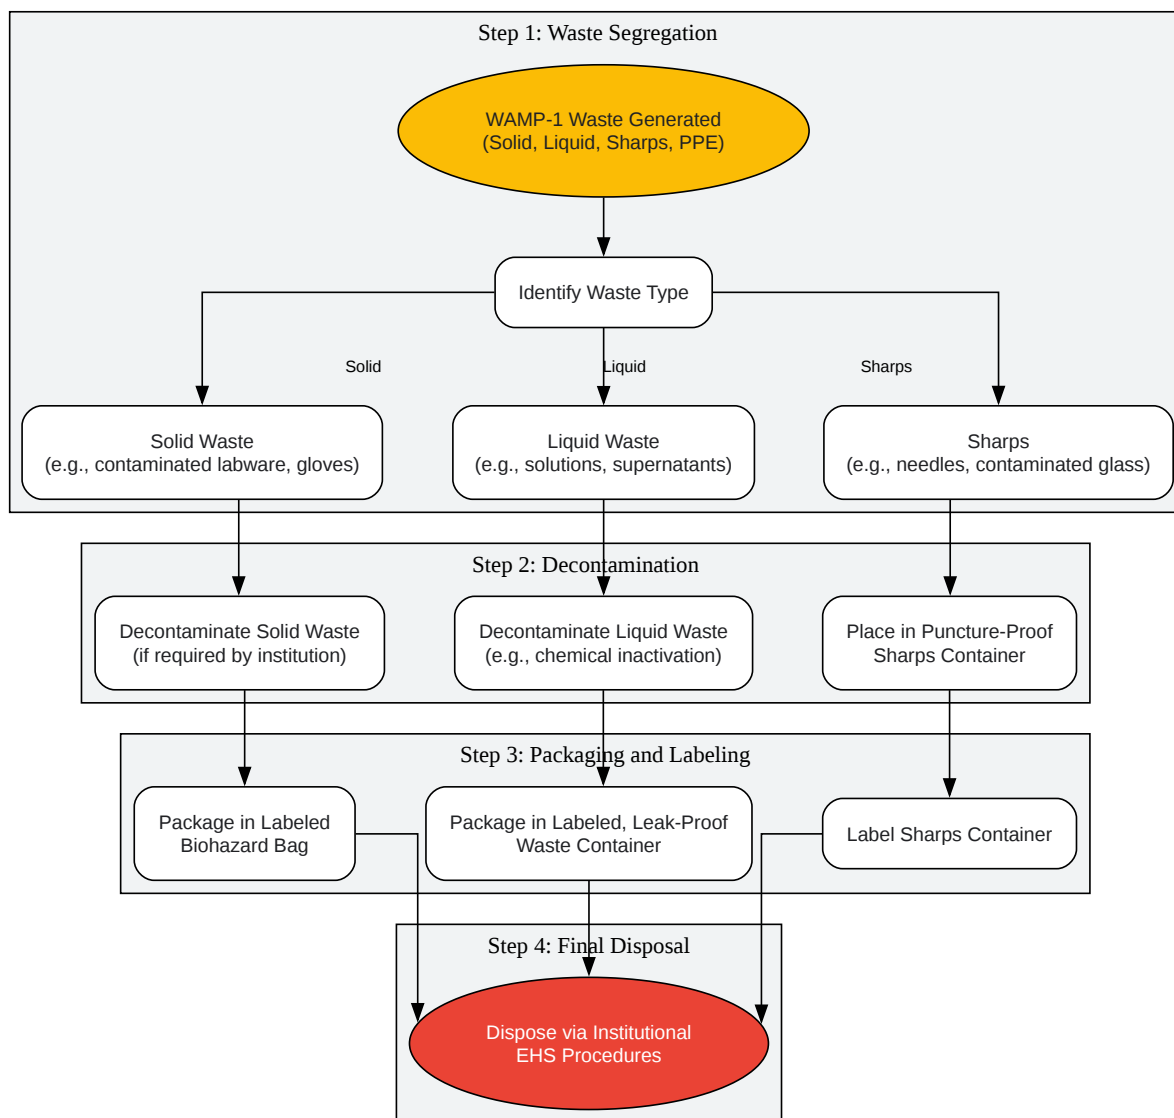 Step 1: Waste Segregation
WAMP-1 Waste Generated
(Solid, Liquid, Sharps, PPE)
Identify Waste Type
Solid
Liquid
Sharps
Solid Waste
(e.g., contaminated labware, gloves)
Liquid Waste
(e.g., solutions, supernatants)
Sharps
(e.g., needles, contaminated glass)
Step 2: Decontamination
Decontaminate Solid Waste
(if required by institution)
Decontaminate Liquid Waste
(e.g., chemical inactivation)
Place in Puncture-Proof
Sharps Container
Step 3: Packaging and Labeling
Package in Labeled
Biohazard Bag
Package in Labeled, Leak-Proof
Waste Container
Label Sharps Container
Step 4: Final Disposal
Dispose via Institutional
EHS Procedures